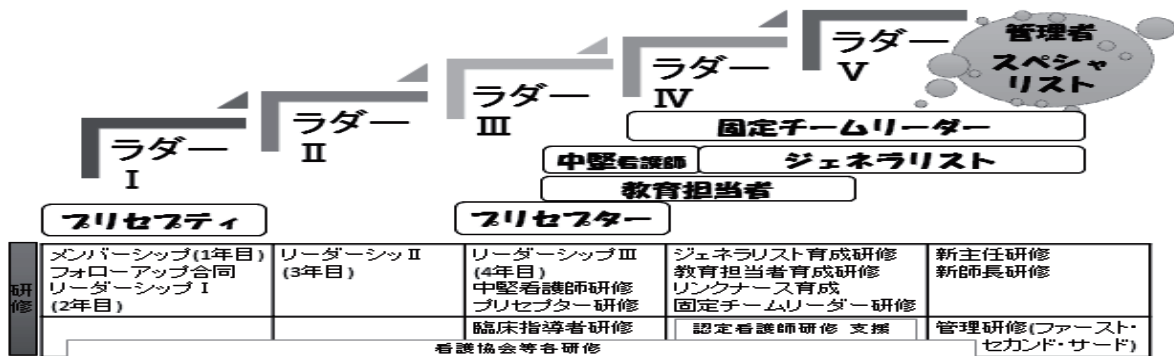 ラダー
Ⅰ
ラダー
Ⅱ
ラダー
Ⅲ
ラダー
Ⅳ
ラダー
Ⅴ
管理者
スペシャ
リスト
固定チームリーダー
中堅看護師
ジェネラリスト
教育担当者
プリセプティ
プリセプター
研
修
メンバーシップ(1年目)
フォローアップ合同
リーダーシップⅠ
(2年目)
リーダーシッⅡ
(3年目)
リーダーシップⅢ
(4年目)
中堅看護師研修
プリセプター研修
ジェネラリスト育成研修
教育担当者育成研修
リンクナース育成
固定チームリーダー研修
新主任研修
新師長研修
臨床指導者研修
認定看護師研修 支援
管理研修(ファースト・
セカンド・サード)
看護協会等各研修